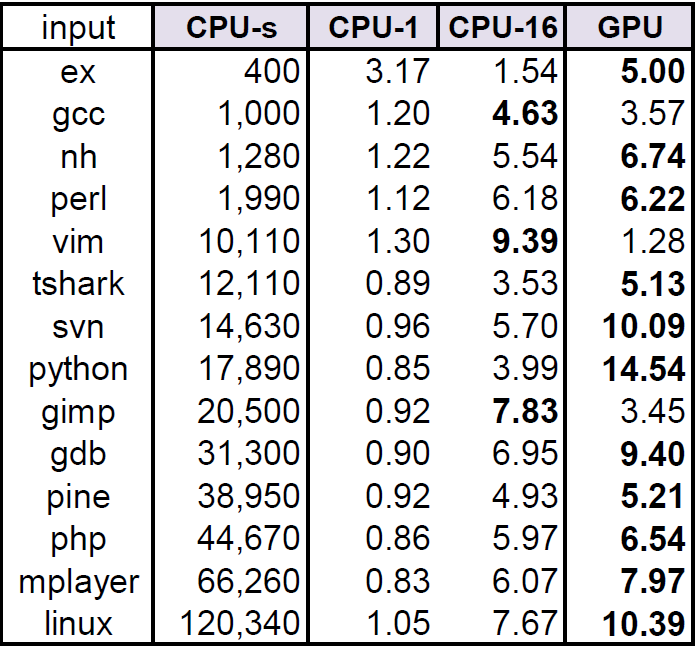 input CPU-s CPU-1 CPU-16 GPU
ex 400 3.17 1.54 5.00
gcc 1,000 1.20 4.63 3.57
nh 1,280 1.22 5.54 6.74
perl 1,990 1.12 6.18 6.22
vim 10,110 1.30 9.39 1.28
tshark 12,110 0.89 3.53 5.13
svn 14,630 0.96 5.70 10.09
python 17,890 0.85 3.99 14.54
gimp 20,500 0.92 7.83 3.45
gdb 31,300 0.90 6.95 9.40
pine 38,950 0.92 4.93 5.21
php 44,670 0.86 5.97 6.54
mplayer 66,260 0.83 6.07 7.97
linux 120,340 1.05 7.67 10.39